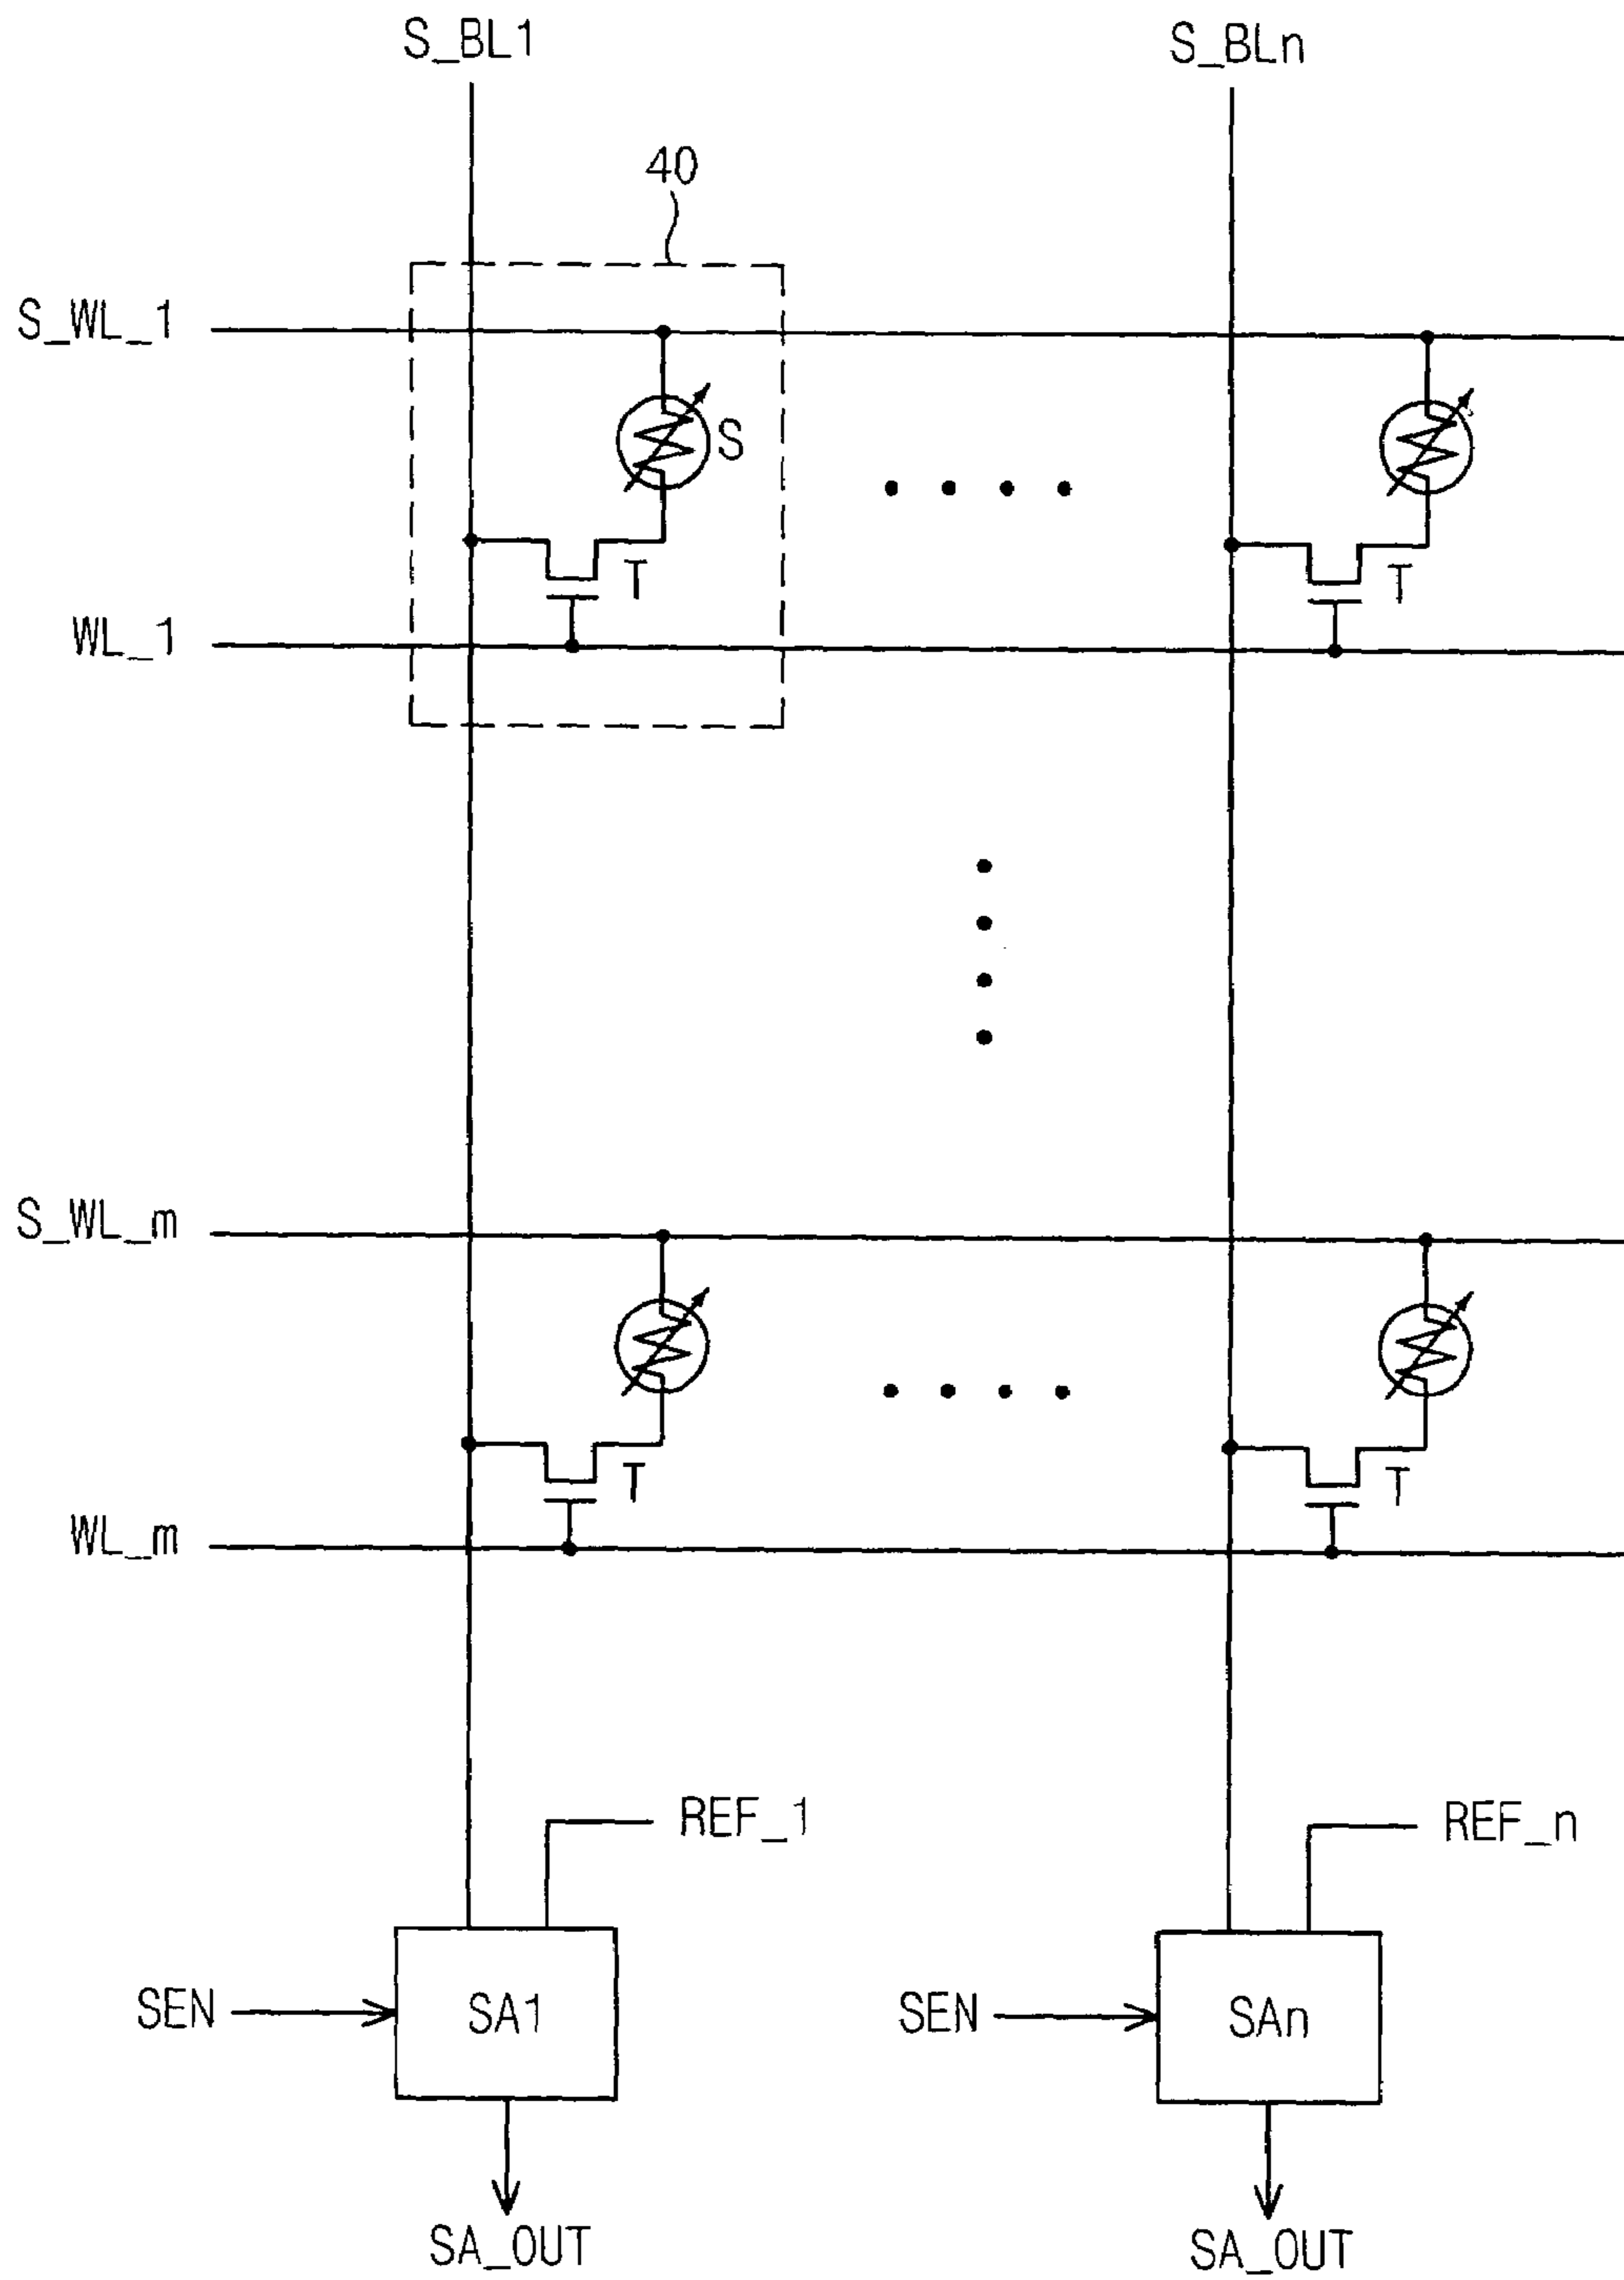 S_BL1
S_BLn
40
S_WL_1
S
T
T
WL_1
S_WL_m
T
T
WL_m
REF_1
REF_n
SEN
SA1
SEN
SAn
SA_OUT
SA_OUT